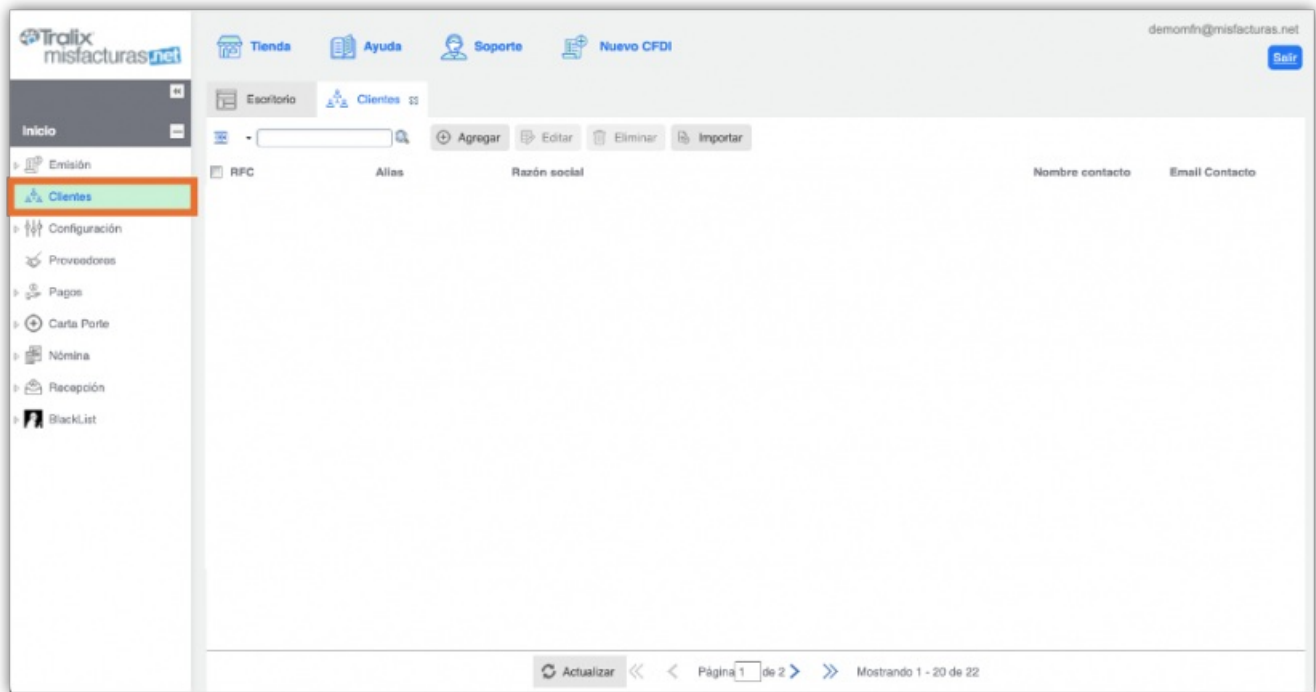 Tralix
misfacturas.net
Tienda
Ayuda
Soporte
Nuevo CFDI
demomfn@misfacturas.net
Salir
Inicio
Escritorio
Clientes
Agregar
Editar
Eliminar
Importar
Emisión
Clientes
Configuración
Proveedores
Pagos
Carta Porte
Nómina
Recepción
BlackList
RFC Alias Razón social Nombre contacto Email Contacto
Actualizar Página 1 de 2 Mostrando 1 - 20 de 22